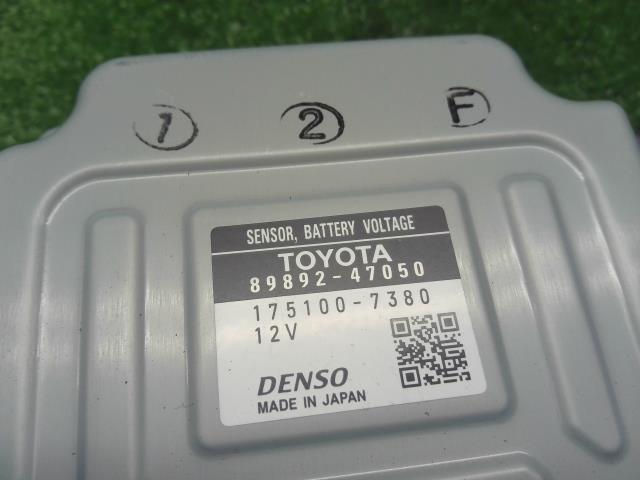 1 2 F
SENSOR, BATTERY VOLTAGE
TOYOTA
89892-47050
175100-7380
12V
DENSO
MADE IN JAPAN